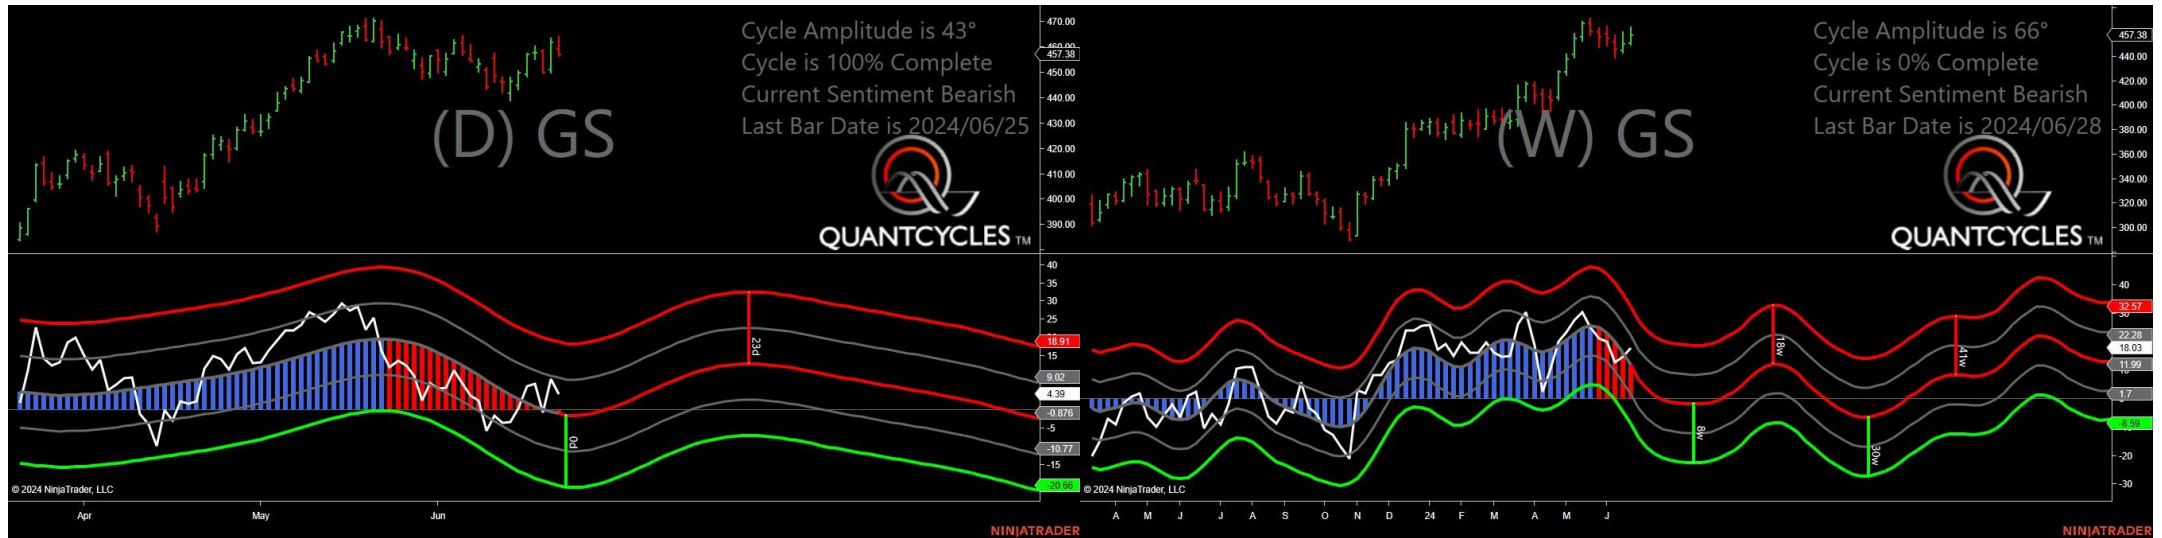 Cycle Amplitude is 43°
Cycle is 100% Complete
Current Sentiment Bearish
Last Bar Date is 2024/06/25
(D) GS
QUANTCYCLES TM
470.00
460.00
457.38
450.00
440.00
430.00
420.00
410.00
400.00
390.00
40
35
30
25
18.91
15
9.02
4.39
-0.876
-5
-10.77
-15
-20.66
23d
0d
© 2024 NinjaTrader, LLC
Apr May Jun
NINJATRADER
Cycle Amplitude is 66°
Cycle is 0% Complete
Current Sentiment Bearish
Last Bar Date is 2024/06/28
(W) GS
QUANTCYCLES TM
457.38
440.00
420.00
400.00
380.00
360.00
340.00
320.00
300.00
40
32.57
30
22.28
18.03
11.99
1.7
-8.59
-20
-30
18w
41w
8w
30w
© 2024 NinjaTrader, LLC
A M J J A S O N D 24 F M A M J
NINJATRADER